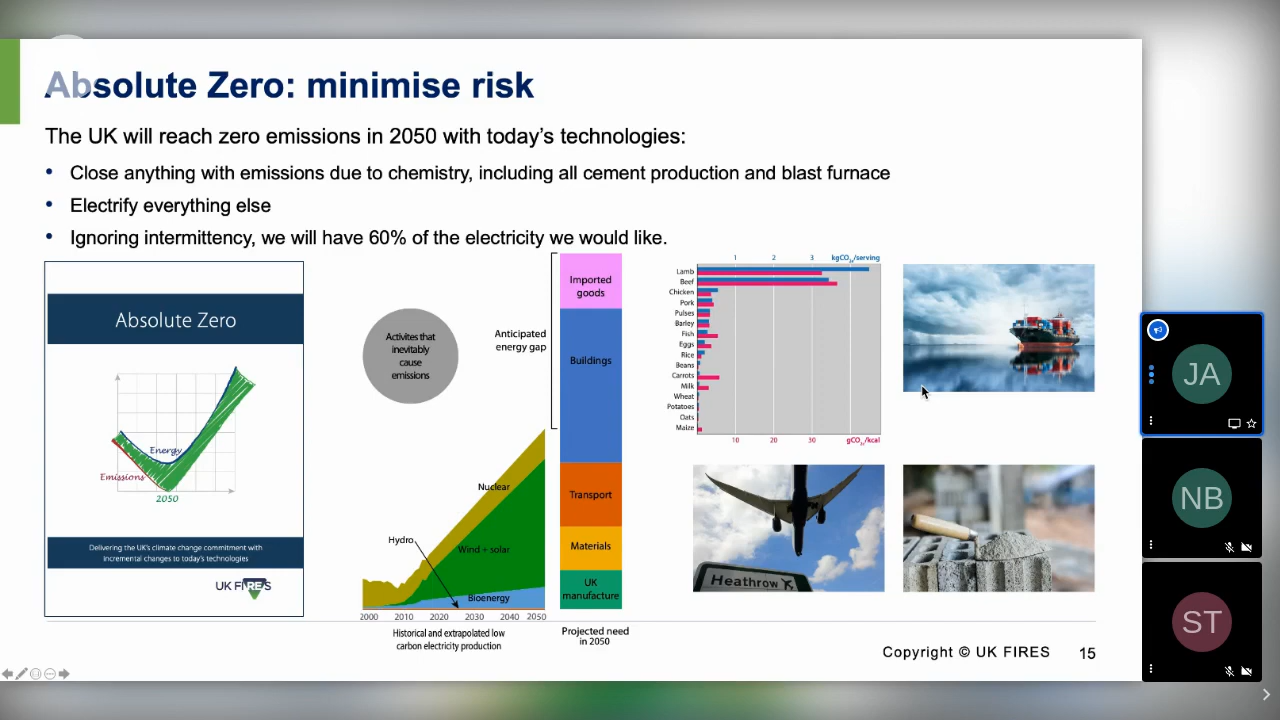 Absolute Zero: minimise risk
The UK will reach zero emissions in 2050 with today's technologies:
• Close anything with emissions due to chemistry, including all cement production and blast furnace
• Electrify everything else
• Ignoring intermittency, we will have 60% of the electricity we would like.
Absolute Zero
Energy
Emissions
2050
Delivering the UK's climate change commitment with
incremental changes to today's technologies
UK FIRES
Activites that
inevitably
cause
emissions
Anticipated
energy gap
Nuclear
Hydro
Wind + solar
Bioenergy
2000 2010 2020 2030 2040 2050
Historical and extrapolated low
carbon electricity production
Imported
goods
Buildings
Transport
Materials
UK
manufacture
Projected need
in 2050
1 2 3 kgCO₂e/serving
Lamb
Beef
Chicken
Pork
Pulses
Barley
Fish
Eggs
Rice
Beans
Carrots
Milk
Wheat
Potatoes
Oats
Maize
10 20 30 gCO₂e/kcal
Heathrow
Copyright © UK FIRES 15
JA
NB
ST